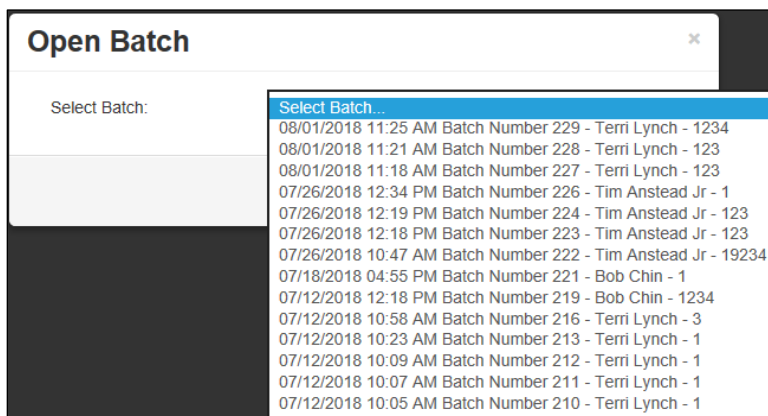 Open Batch
×
Select Batch:
Select Batch...
08/01/2018 11:25 AM Batch Number 229 - Terri Lynch - 1234
08/01/2018 11:21 AM Batch Number 228 - Terri Lynch - 123
08/01/2018 11:18 AM Batch Number 227 - Terri Lynch - 123
07/26/2018 12:34 PM Batch Number 226 - Tim Anstead Jr - 1
07/26/2018 12:19 PM Batch Number 224 - Tim Anstead Jr - 123
07/26/2018 12:18 PM Batch Number 223 - Tim Anstead Jr - 123
07/26/2018 10:47 AM Batch Number 222 - Tim Anstead Jr - 19234
07/18/2018 04:55 PM Batch Number 221 - Bob Chin - 1
07/12/2018 12:18 PM Batch Number 219 - Bob Chin - 1234
07/12/2018 10:58 AM Batch Number 216 - Terri Lynch - 3
07/12/2018 10:23 AM Batch Number 213 - Terri Lynch - 1
07/12/2018 10:09 AM Batch Number 212 - Terri Lynch - 1
07/12/2018 10:07 AM Batch Number 211 - Terri Lynch - 1
07/12/2018 10:05 AM Batch Number 210 - Terri Lynch - 1